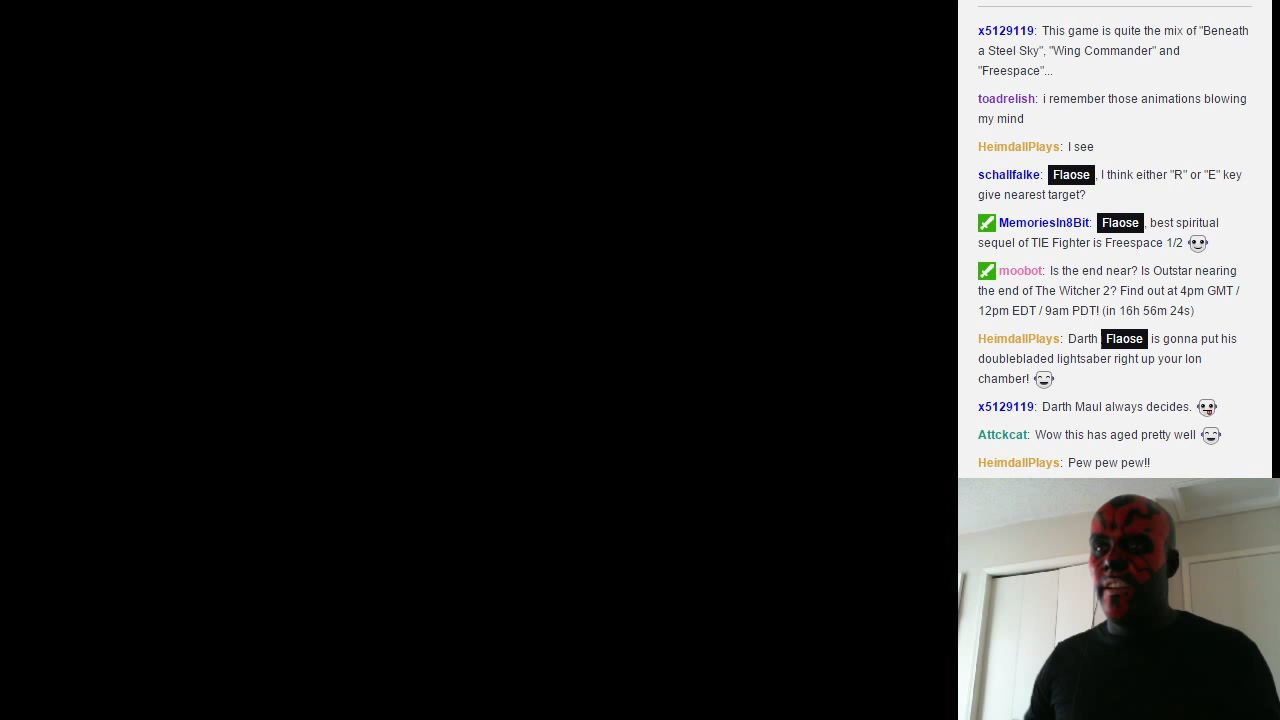 x5129119: This game is quite the mix of "Beneath
a Steel Sky", "Wing Commander" and
"Freespace"...
toadrelish: i remember those animations blowing
my mind
HeimdallPlays: I see
schallfalke: Flaose, I think either "R" or "E" key
give nearest target?
MemoriesIn8Bit: Flaose, best spiritual
sequel of TIE Fighter is Freespace 1/2
moobot: Is the end near? Is Outstar nearing
the end of The Witcher 2? Find out at 4pm GMT /
12pm EDT / 9am PDT! (in 16h 56m 24s)
HeimdallPlays: Darth Flaose is gonna put his
doublebladed lightsaber right up your Ion
chamber!
x5129119: Darth Maul always decides.
Attckcat: Wow this has aged pretty well
HeimdallPlays: Pew pew pew!!